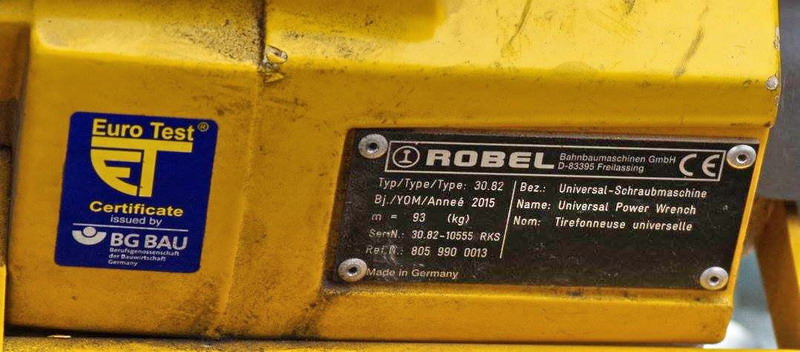 Euro Test®
ET
Certificate
issued by
BG BAU
Berufsgenossenschaft
der Bauwirtschaft
Germany
ROBEL Bahnbaumaschinen GmbH
D-83395 Freilassing
CE
Typ/Type/Type: 30.82
Bj./YOM/Anneé 2015
m = 93 (kg)
Ser.N.: 30.82-10555 RKS
Ref.N.: 805 990 0013
Made in Germany
Bez.: Universal-Schraubmaschine
Name: Universal Power Wrench
Nom: Tirefonneuse universelle